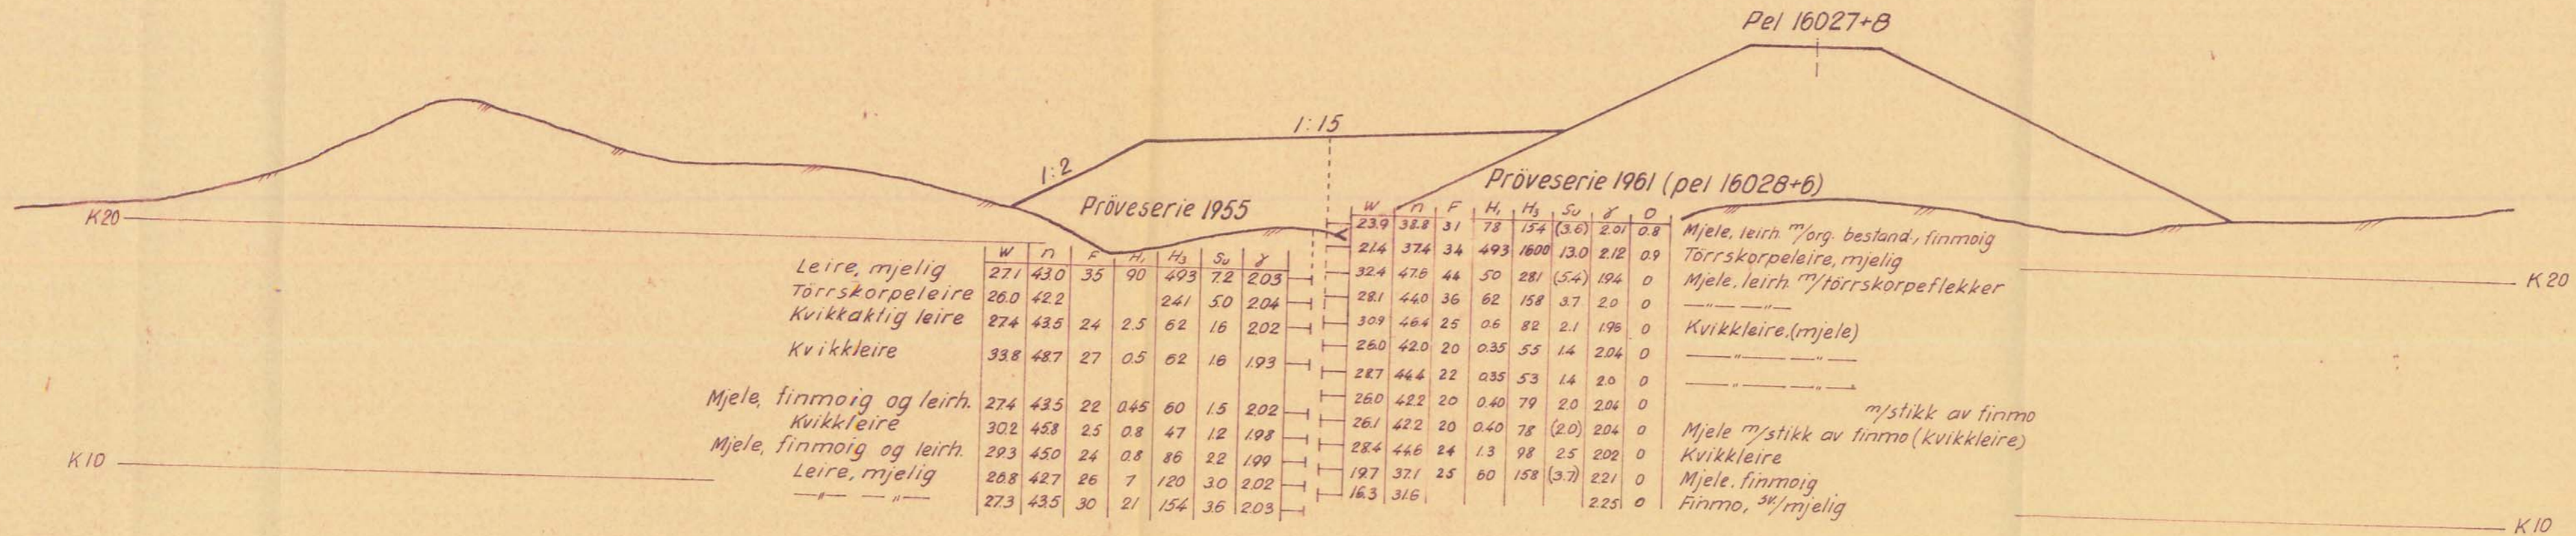 Pel 16027+8
1:15
1:2
Pröveserie 1961 (pel 16028+6)
Pröveserie 1955
K20
W n F H₁ H₃ Su γ O
23.9 38.8 31 78 154 (3.6) 2.01 0.8 Mjele, leirh. m/org. bestand., finmoig
21.4 37.4 34 493 1600 13.0 2.12 0.9 Törrskorpeleire, mjelig
32.4 47.6 44 50 281 (5.4) 1.94 0 Mjele, leirh. m/törrskorpeflekker
28.1 44.0 36 62 158 3.7 2.0 0 —"— —"—
30.9 46.4 25 0.6 82 2.1 1.96 0 Kvikkleire.(mjele)
26.0 42.0 20 0.35 55 1.4 2.04 0 —"— —"—
28.7 44.4 22 0.35 53 1.4 2.0 0 —"— —"—
26.0 42.2 20 0.40 79 2.0 2.04 0 m/stikk av finmo
26.1 42.2 20 0.40 78 (2.0) 2.04 0 Mjele m/stikk av finmo (kvikkleire)
28.4 44.6 24 1.3 98 2.5 2.02 0 Kvikkleire
19.7 37.1 25 60 158 (3.7) 2.21 0 Mjele, finmoig
16.3 31.6 2.25 0 Finmo, sv./mjelig
W n F H₁ H₃ Su γ
Leire, mjelig 27.1 43.0 35 90 493 7.2 2.03
Törrskorpeleire 26.0 42.2 241 5.0 2.04
Kvikkaktig leire 27.4 43.5 24 2.5 62 1.6 2.02
Kvikkleire 33.8 48.7 27 0.5 62 1.6 1.93
Mjele, finmoig og leirh. 27.4 43.5 22 0.45 60 1.5 2.02
Kvikkleire 30.2 45.8 25 0.8 47 1.2 1.98
Mjele, finmoig og leirh. 29.3 45.0 24 0.8 86 2.2 1.99
Leire, mjelig 26.8 42.7 26 7 120 3.0 2.02
—"— —"— 27.3 43.5 30 21 154 3.6 2.03
K20
K10
K10